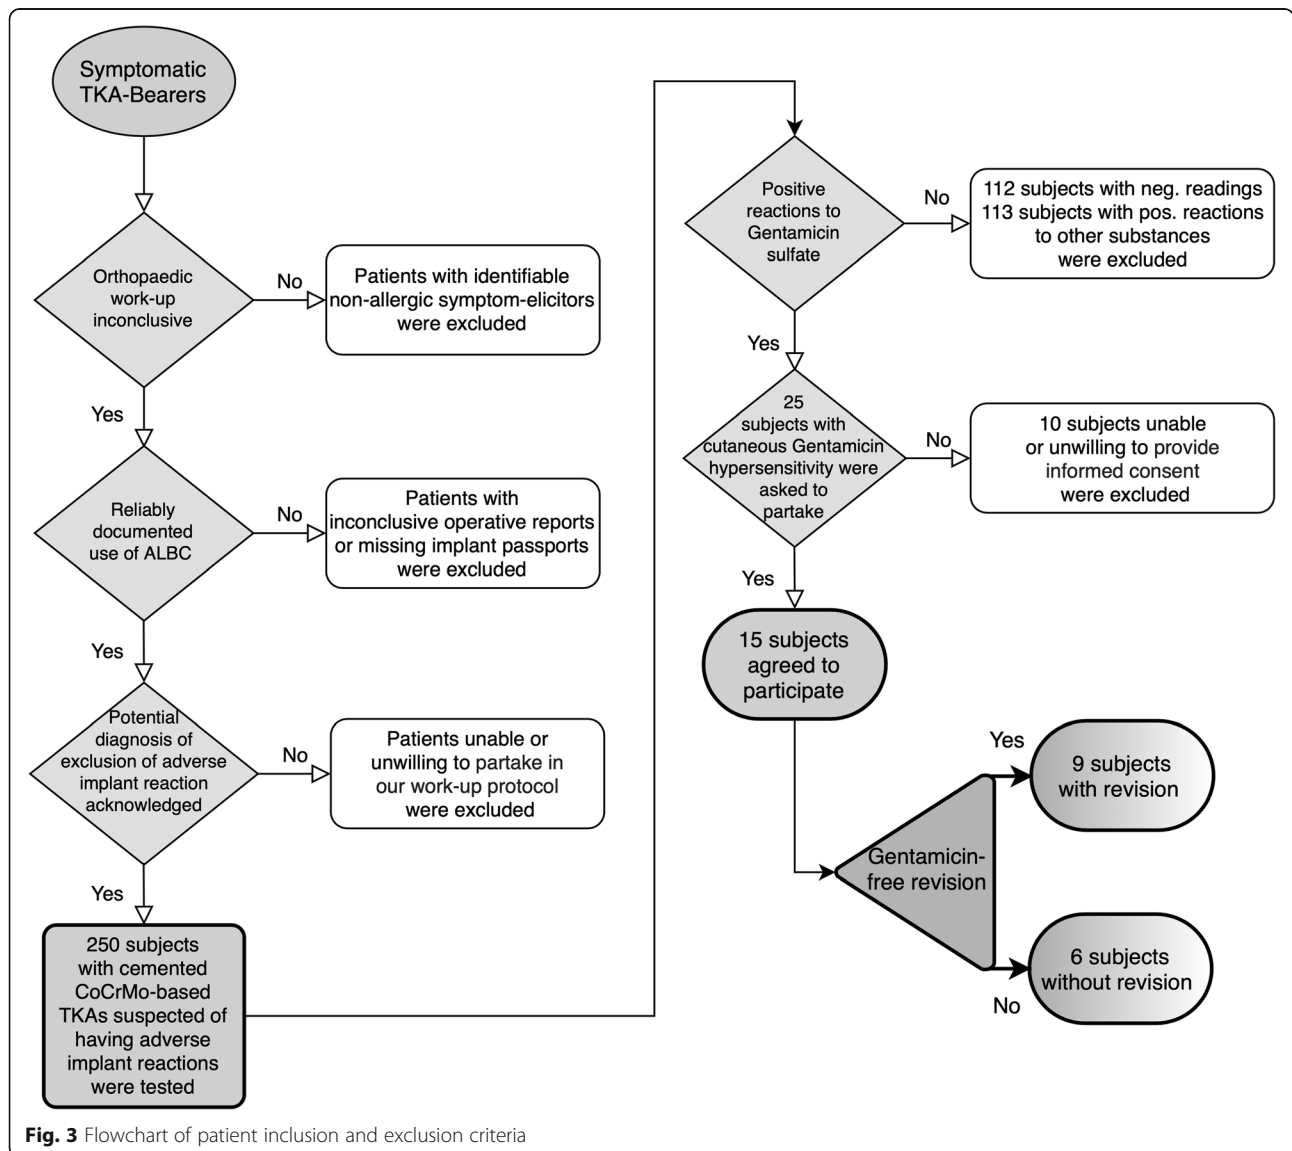 Symptomatic
TKA-Bearers
Orthopaedic
work-up
inconclusive
No
Patients with identifiable
non-allergic symptom-elicitors
were excluded
Yes
Reliably
documented
use of ALBC
No
Patients with
inconclusive operative reports
or missing implant passports
were excluded
Yes
Potential
diagnosis of
exclusion of adverse
implant reaction
acknowledged
No
Patients unable or
unwilling to partake in
our work-up protocol
were excluded
Yes
250 subjects
with cemented
CoCrMo-based
TKAs suspected of
having adverse
implant reactions
were tested
Positive
reactions to
Gentamicin
sulfate
No
112 subjects with neg. readings
113 subjects with pos. reactions
to other substances
were excluded
Yes
25
subjects with
cutaneous Gentamicin
hypersensitivity were
asked to
partake
No
10 subjects unable
or unwilling to provide
informed consent
were excluded
Yes
15 subjects
agreed to
participate
Gentamicin-
free revision
Yes
9 subjects
with revision
No
6 subjects
without revision
Fig. 3 Flowchart of patient inclusion and exclusion criteria